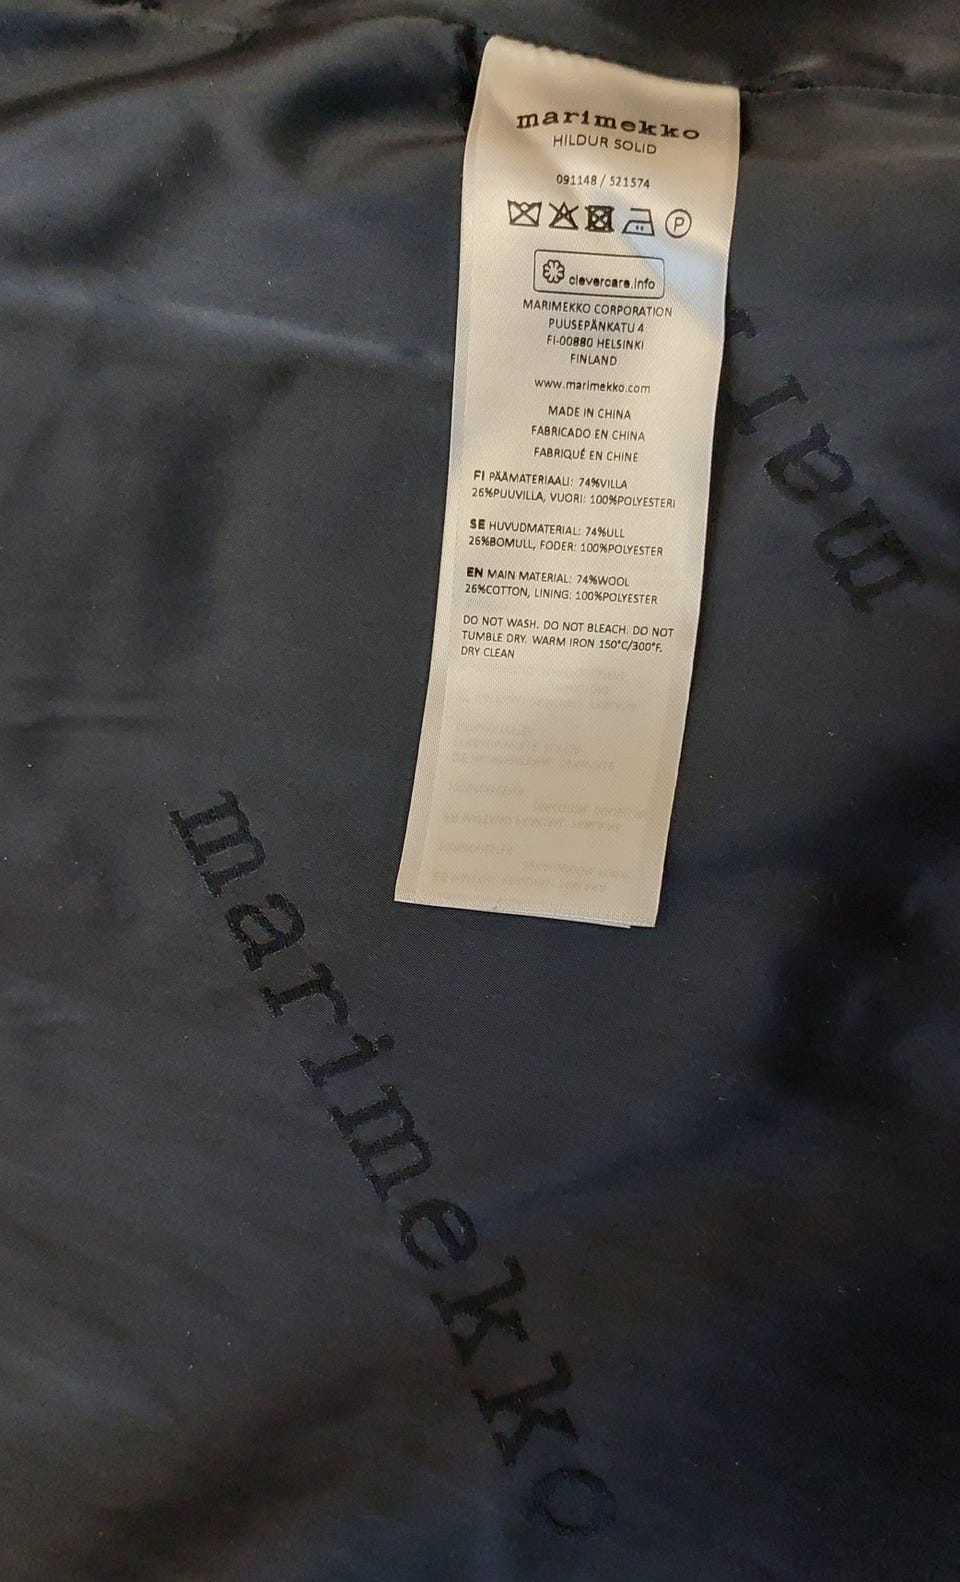 marimekko
HILDUR SOLID
091148 / 521574
P
clevercare.info
MARIMEKKO CORPORATION
PUUSEPÄNKATU 4
FI-00880 HELSINKI
FINLAND
www.marimekko.com
MADE IN CHINA
FABRICADO EN CHINA
FABRIQUÉ EN CHINE
FI PÄÄMATERIAALI: 74%VILLA
26%PUUVILLA, VUORI: 100%POLYESTERI
SE HUVUDMATERIAL: 74%ULL
26%BOMULL, FODER: 100%POLYESTER
EN MAIN MATERIAL: 74%WOOL
26%COTTON, LINING: 100%POLYESTER
DO NOT WASH. DO NOT BLEACH. DO NOT
TUMBLE DRY. WARM IRON 150°C/300°F.
DRY CLEAN
mari
marimekko